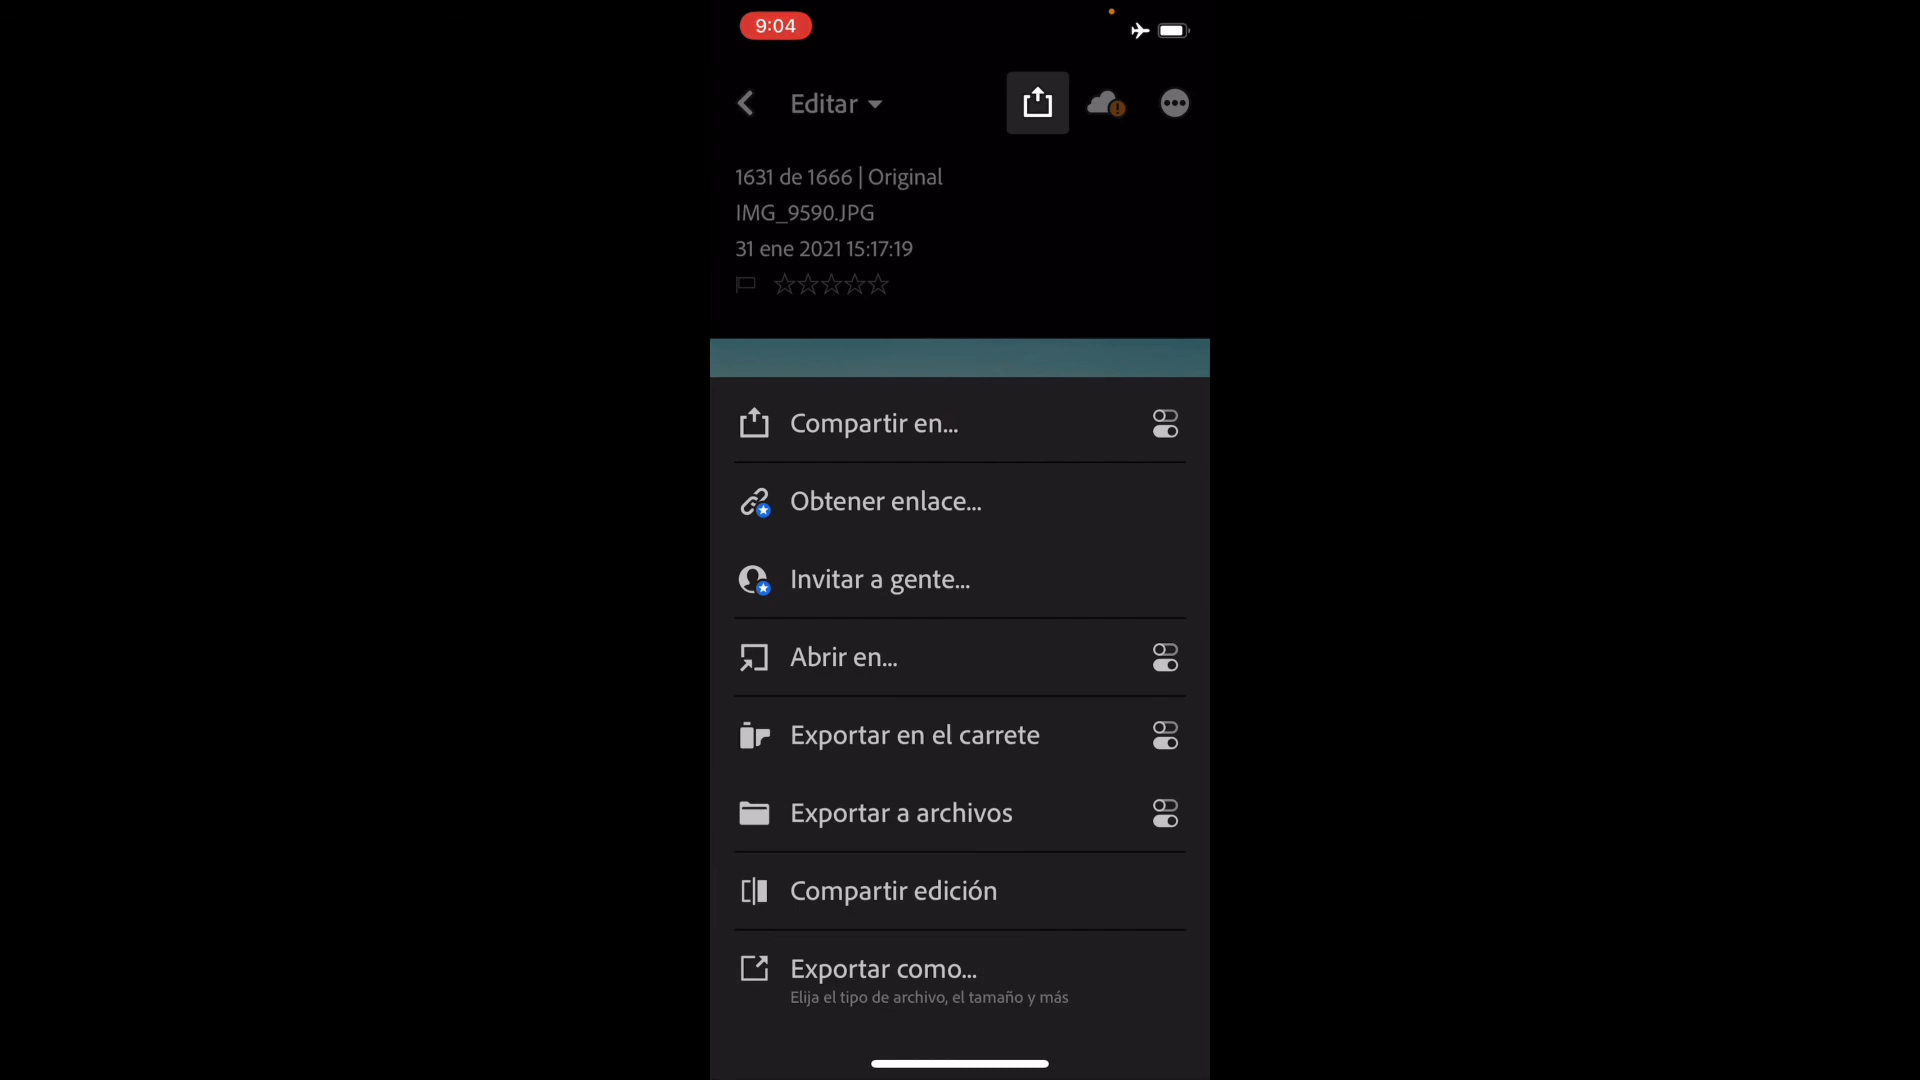 9:04
Editar
1631 de 1666 | Original
IMG_9590.JPG
31 ene 2021 15:17:19
Compartir en...
Obtener enlace...
Invitar a gente...
Abrir en...
Exportar en el carrete
Exportar a archivos
Compartir edición
Exportar como...
Elija el tipo de archivo, el tamaño y más